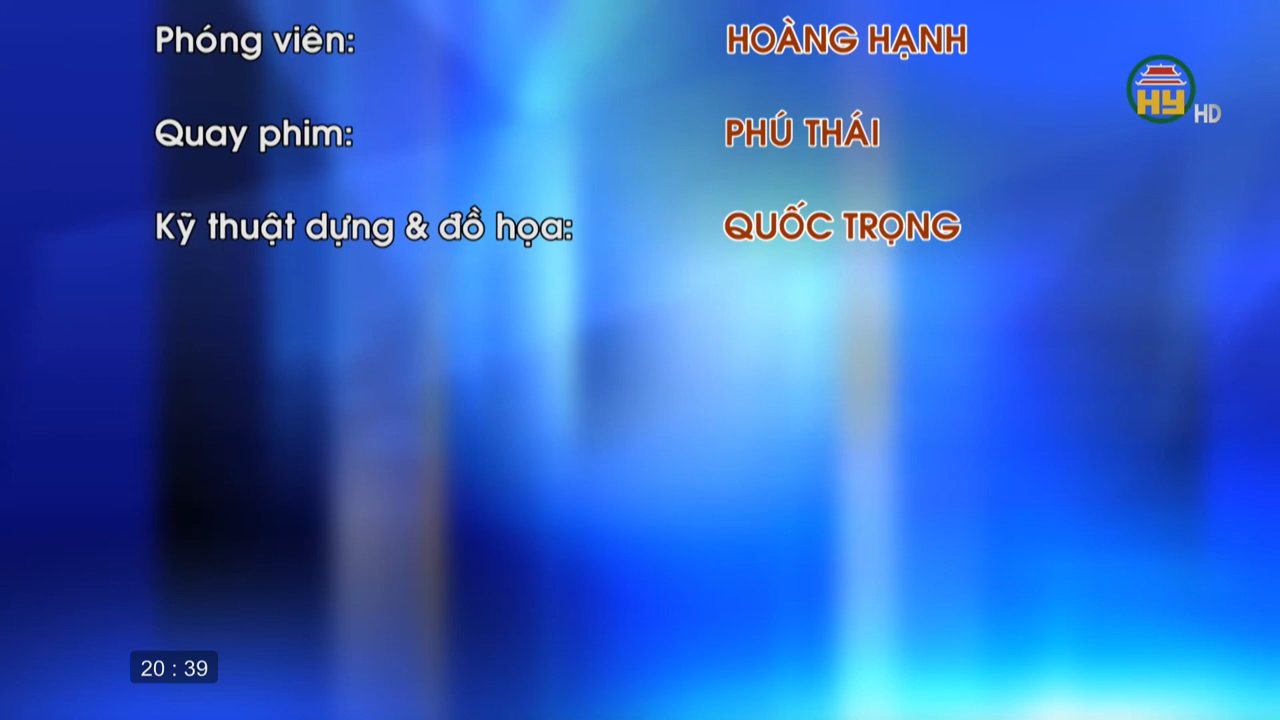 Phóng viên: HOÀNG HẠNH
HY HD
Quay phim: PHÚ THÁI
Kỹ thuật dựng & đồ họa: QUỐC TRỌNG
20 : 39